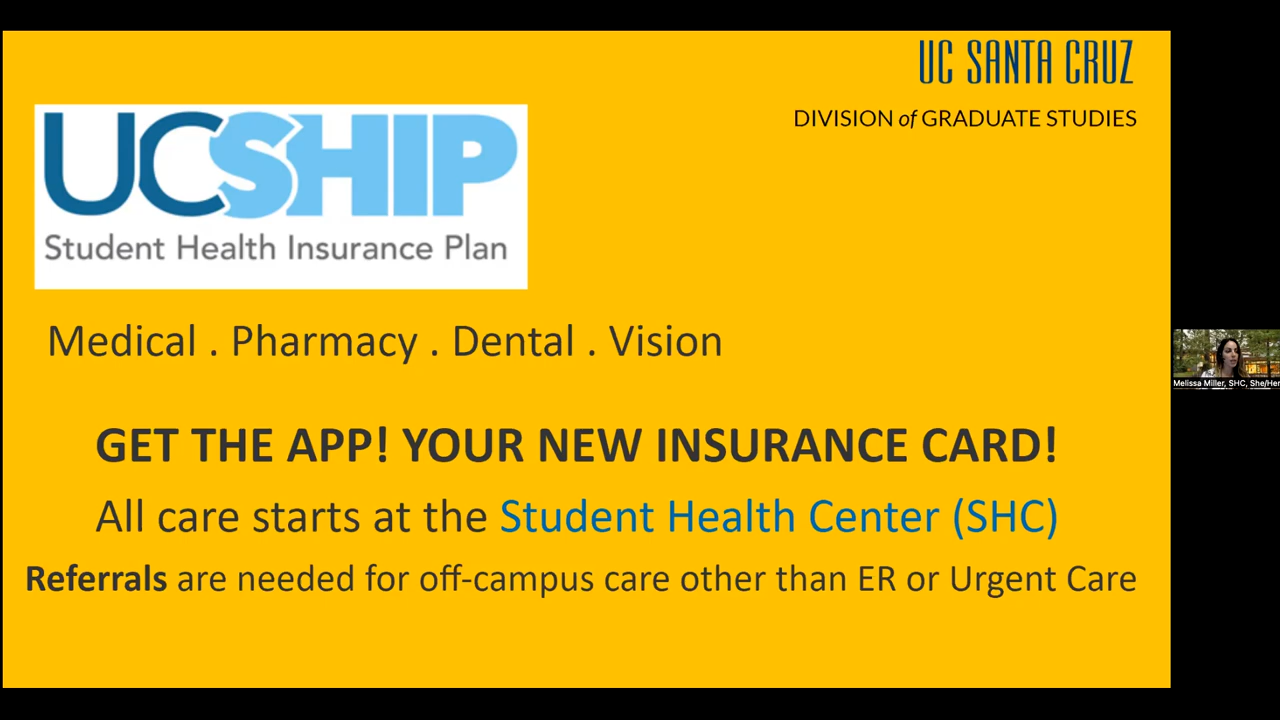 UC SANTA CRUZ
DIVISION of GRADUATE STUDIES
UCSHIP
Student Health Insurance Plan
Medical . Pharmacy . Dental . Vision
GET THE APP! YOUR NEW INSURANCE CARD!
All care starts at the Student Health Center (SHC)
Referrals are needed for off-campus care other than ER or Urgent Care
Melissa Miller, SHC, She/Her